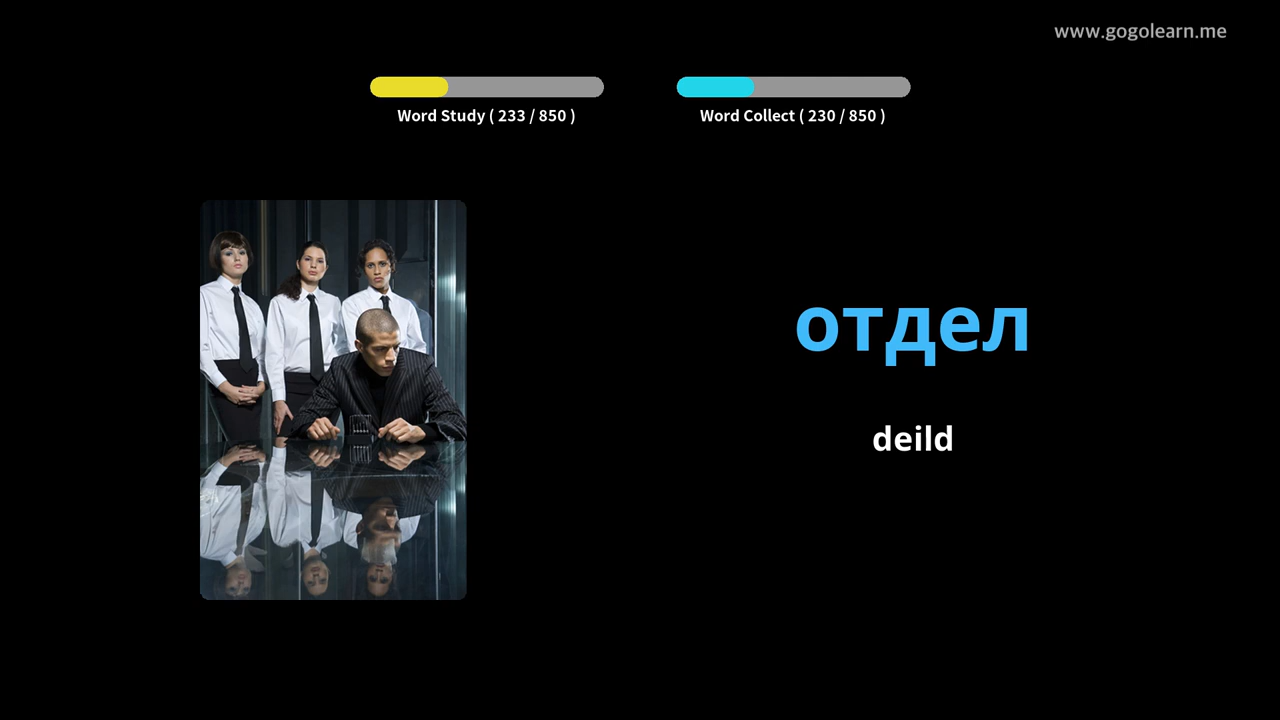 www.gogolearn.me
Word Study ( 233 / 850 )
Word Collect ( 230 / 850 )
отдел
deild